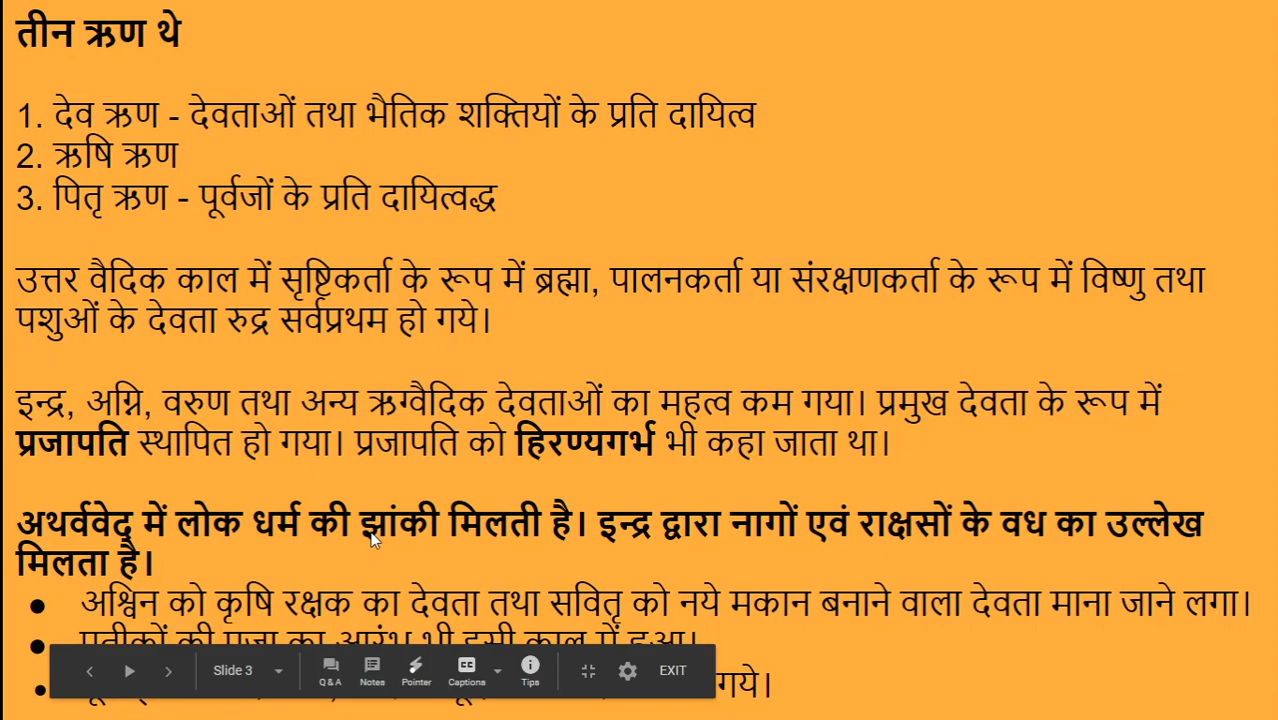 तीन ऋण थे
1. देव ऋण - देवताओं तथा भैतिक शक्तियों के प्रति दायित्व
2. ऋषि ऋण
3. पितृ ऋण - पूर्वजों के प्रति दायित्वद्ध
उत्तर वैदिक काल में सृष्टिकर्ता के रूप में ब्रह्मा, पालनकर्ता या संरक्षणकर्ता के रूप में विष्णु तथा
पशुओं के देवता रुद्र सर्वप्रथम हो गये।
इन्द्र, अग्नि, वरुण तथा अन्य ऋग्वैदिक देवताओं का महत्व कम गया। प्रमुख देवता के रूप में
प्रजापति स्थापित हो गया। प्रजापति को हिरण्यगर्भ भी कहा जाता था।
अथर्ववेद में लोक धर्म की झांकी मिलती है। इन्द्र द्वारा नागों एवं राक्षसों के वध का उल्लेख
मिलता है।
● अश्विन को कृषि रक्षक का देवता तथा सवितृ को नये मकान बनाने वाला देवता माना जाने लगा।
● प्रतीकों की पूजा का आरंभ भी इसी काल में हुआ।
● गये।
Slide 3 Q&A Notes Pointer Captions Tips EXIT